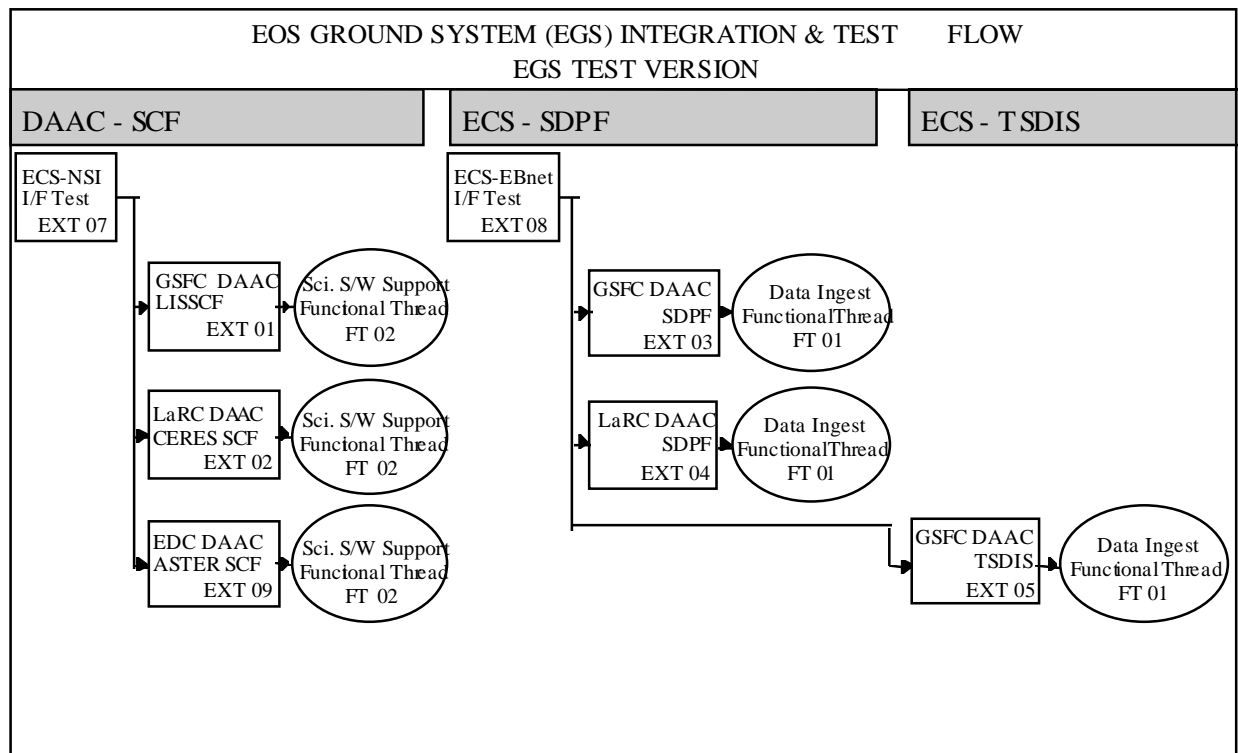 EOS GROUND SYSTEM (EGS) INTEGRATION & TEST FLOW
EGS TEST VERSION
DAAC - SCF
ECS - SDPF
ECS - TSDIS
ECS-NSI
I/F Test
EXT 07
GSFC DAAC
LISSCF
EXT 01
Sci. S/W Support
Functional Thread
FT 02
LaRC DAAC
CERES SCF
EXT 02
Sci. S/W Support
Functional Thread
FT 02
EDC DAAC
ASTER SCF
EXT 09
Sci. S/W Support
Functional Thread
FT 02
ECS-EBnet
I/F Test
EXT 08
GSFC DAAC
SDPF
EXT 03
Data Ingest
FunctionalThread
FT 01
LaRC DAAC
SDPF
EXT 04
Data Ingest
FunctionalThread
FT 01
GSFC DAAC
TSDIS
EXT 05
Data Ingest
Functional Thread
FT 01